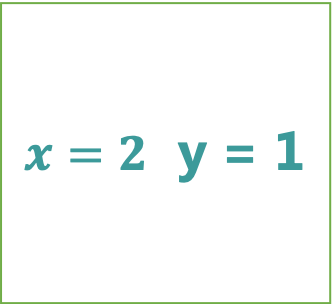 x = 2 y = 1